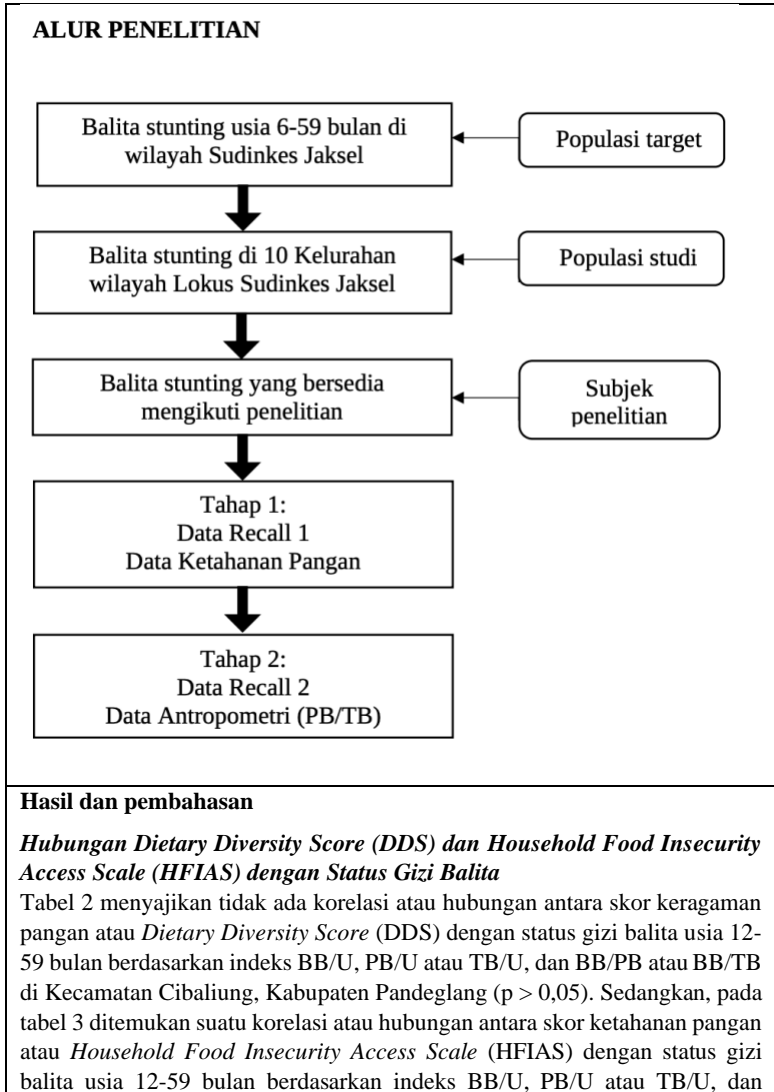 ALUR PENELITIAN
Balita stunting usia 6-59 bulan di
wilayah Sudinkes Jaksel
Populasi target
Balita stunting di 10 Kelurahan
wilayah Lokus Sudinkes Jaksel
Populasi studi
Balita stunting yang bersedia
mengikuti penelitian
Subjek
penelitian
Tahap 1:
Data Recall 1
Data Ketahanan Pangan
Tahap 2:
Data Recall 2
Data Antropometri (PB/TB)
Hasil dan pembahasan
Hubungan Dietary Diversity Score (DDS) dan Household Food Insecurity
Access Scale (HFIAS) dengan Status Gizi Balita
Tabel 2 menyajikan tidak ada korelasi atau hubungan antara skor keragaman
pangan atau Dietary Diversity Score (DDS) dengan status gizi balita usia 12-
59 bulan berdasarkan indeks BB/U, PB/U atau TB/U, dan BB/PB atau BB/TB
di Kecamatan Cibaliung, Kabupaten Pandeglang (p > 0,05). Sedangkan, pada
tabel 3 ditemukan suatu korelasi atau hubungan antara skor ketahanan pangan
atau Household Food Insecurity Access Scale (HFIAS) dengan status gizi
balita usia 12-59 bulan berdasarkan indeks BB/U, PB/U atau TB/U, dan